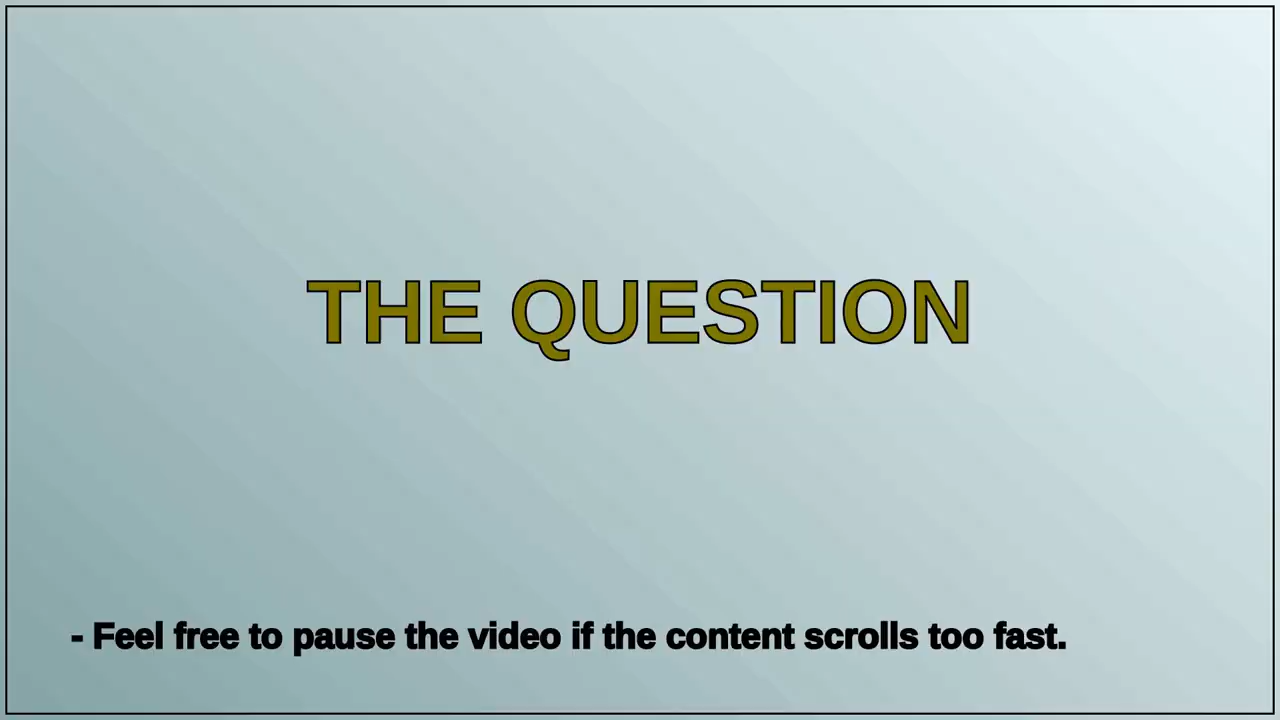 THE QUESTION
- Feel free to pause the video if the content scrolls too fast.